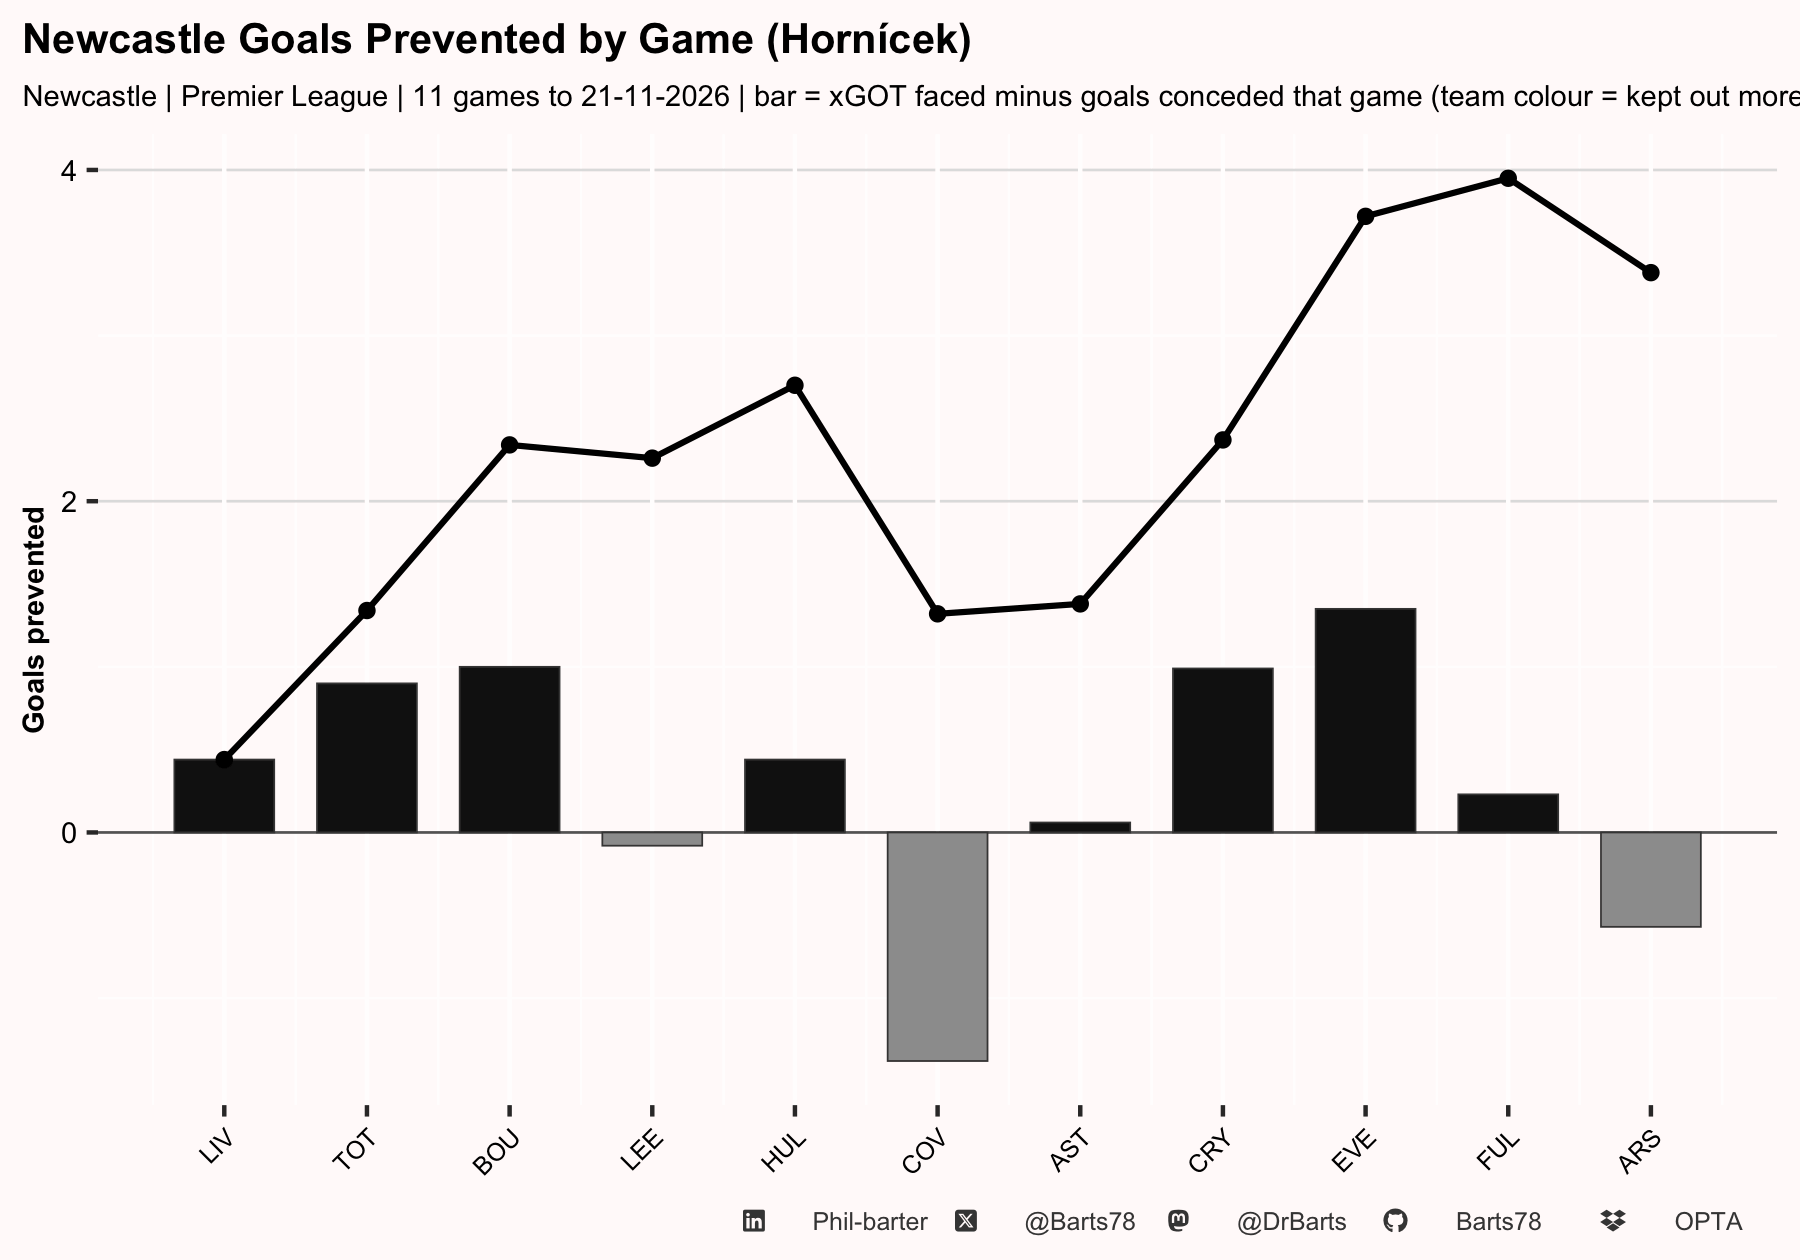 Newcastle Goals Prevented by Game (Hornícek)
Newcastle | Premier League | 11 games to 21-11-2026 | bar = xGOT faced minus goals conceded that game (team colour = kept out more
Goals prevented
4
2
0
LIV
TOT
BOU
LEE
HUL
COV
AST
CRY
EVE
FUL
ARS
Phil-barter @Barts78 @DrBarts Barts78 OPTA